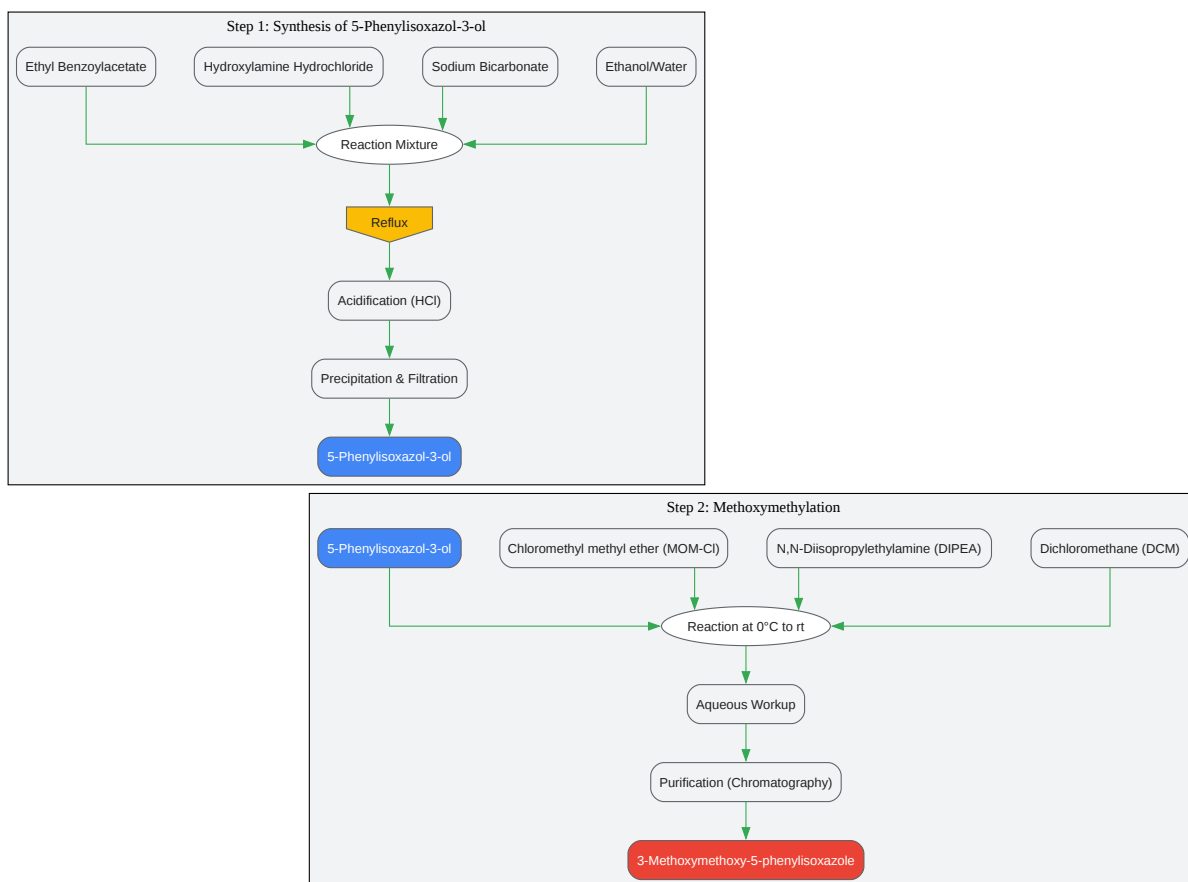 Step 1: Synthesis of 5-Phenylisoxazol-3-ol
Ethyl Benzoylacetate
Hydroxylamine Hydrochloride
Sodium Bicarbonate
Ethanol/Water
Reaction Mixture
Reflux
Acidification (HCl)
Precipitation & Filtration
5-Phenylisoxazol-3-ol
Step 2: Methoxymethylation
5-Phenylisoxazol-3-ol
Chloromethyl methyl ether (MOM-Cl)
N,N-Diisopropylethylamine (DIPEA)
Dichloromethane (DCM)
Reaction at 0°C to rt
Aqueous Workup
Purification (Chromatography)
3-Methoxymethoxy-5-phenylisoxazole